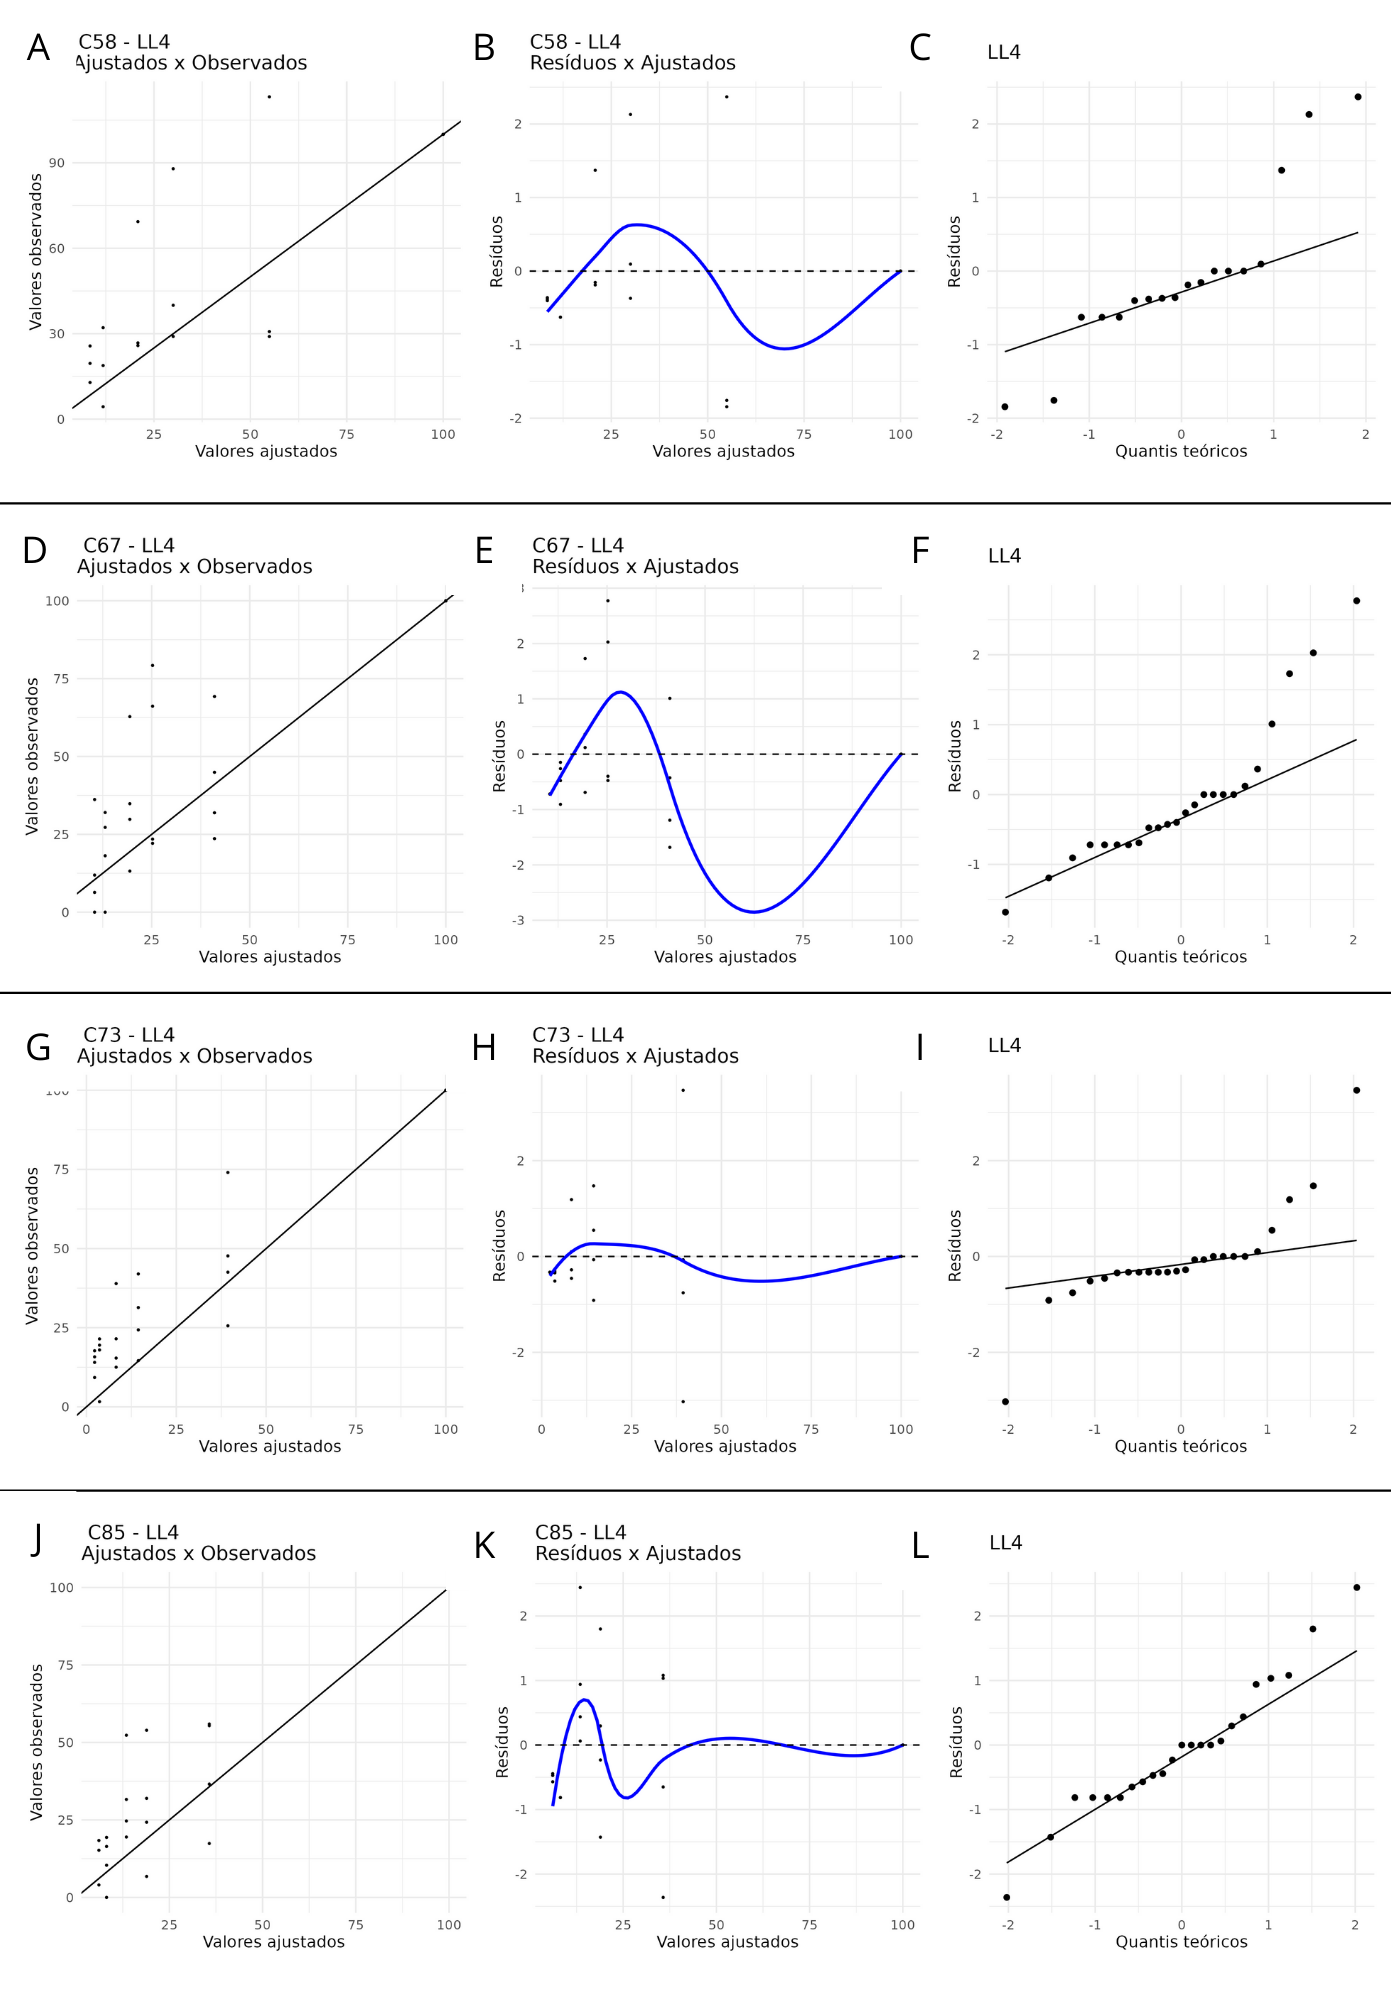 A
C58 - LL4
Ajustados x Observados
Valores observados
90
60
30
0
25
50
75
100
Valores ajustados
B
C58 - LL4
Resíduos x Ajustados
Resíduos
2
1
0
-1
-2
25
50
75
100
Valores ajustados
C
LL4
Resíduos
2
1
0
-1
-2
-2
-1
0
1
2
Quantis teóricos
D
C67 - LL4
Ajustados x Observados
Valores observados
100
75
50
25
0
25
50
75
100
Valores ajustados
E
C67 - LL4
Resíduos x Ajustados
Resíduos
3
2
1
0
-1
-2
-3
25
50
75
100
Valores ajustados
F
LL4
Resíduos
2
1
0
-1
-2
-1
0
1
2
Quantis teóricos
G
C73 - LL4
Ajustados x Observados
Valores observados
100
75
50
25
0
0
25
50
75
100
Valores ajustados
H
C73 - LL4
Resíduos x Ajustados
Resíduos
2
0
-2
0
25
50
75
100
Valores ajustados
I
LL4
Resíduos
2
0
-2
-2
-1
0
1
2
Quantis teóricos
J
C85 - LL4
Ajustados x Observados
Valores observados
100
75
50
25
0
25
50
75
100
Valores ajustados
K
C85 - LL4
Resíduos x Ajustados
Resíduos
2
1
0
-1
-2
25
50
75
100
Valores ajustados
L
LL4
Resíduos
2
1
0
-1
-2
-2
-1
0
1
2
Quantis teóricos